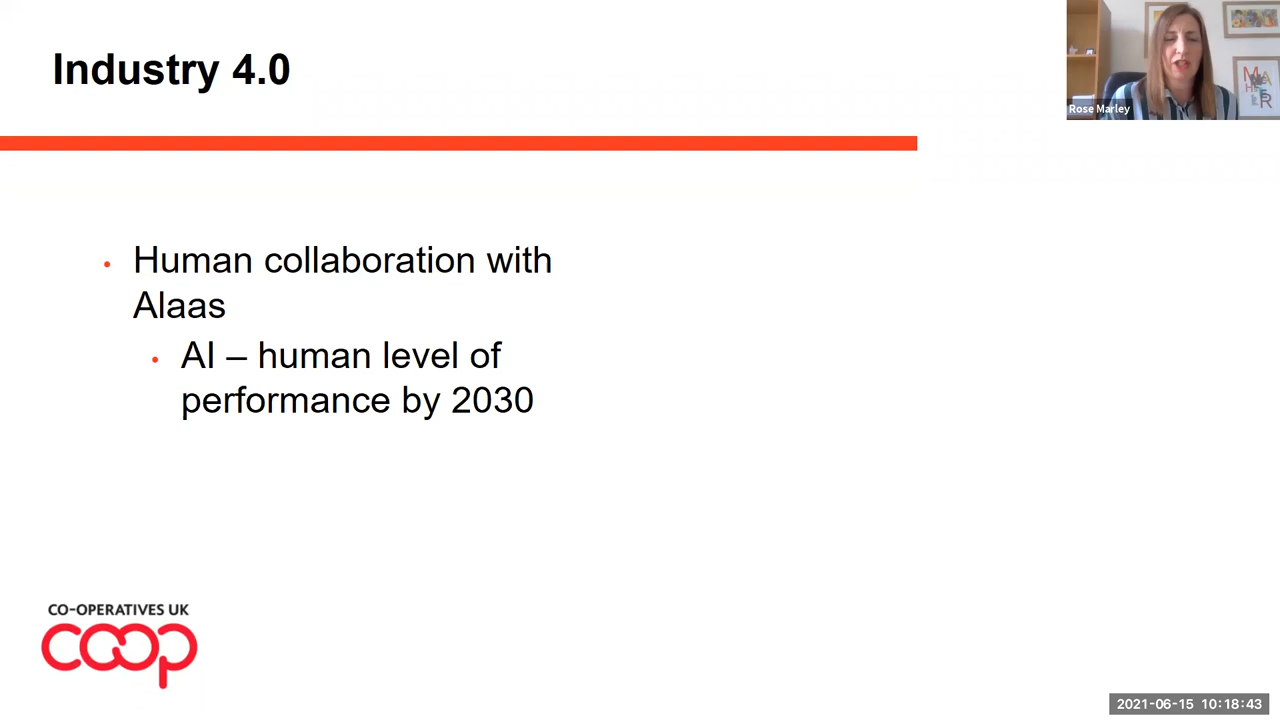 Industry 4.0
Rose Marley
• Human collaboration with
AIaas
• AI – human level of
performance by 2030
CO-OPERATIVES UK
coop
2021-06-15 10:18:43